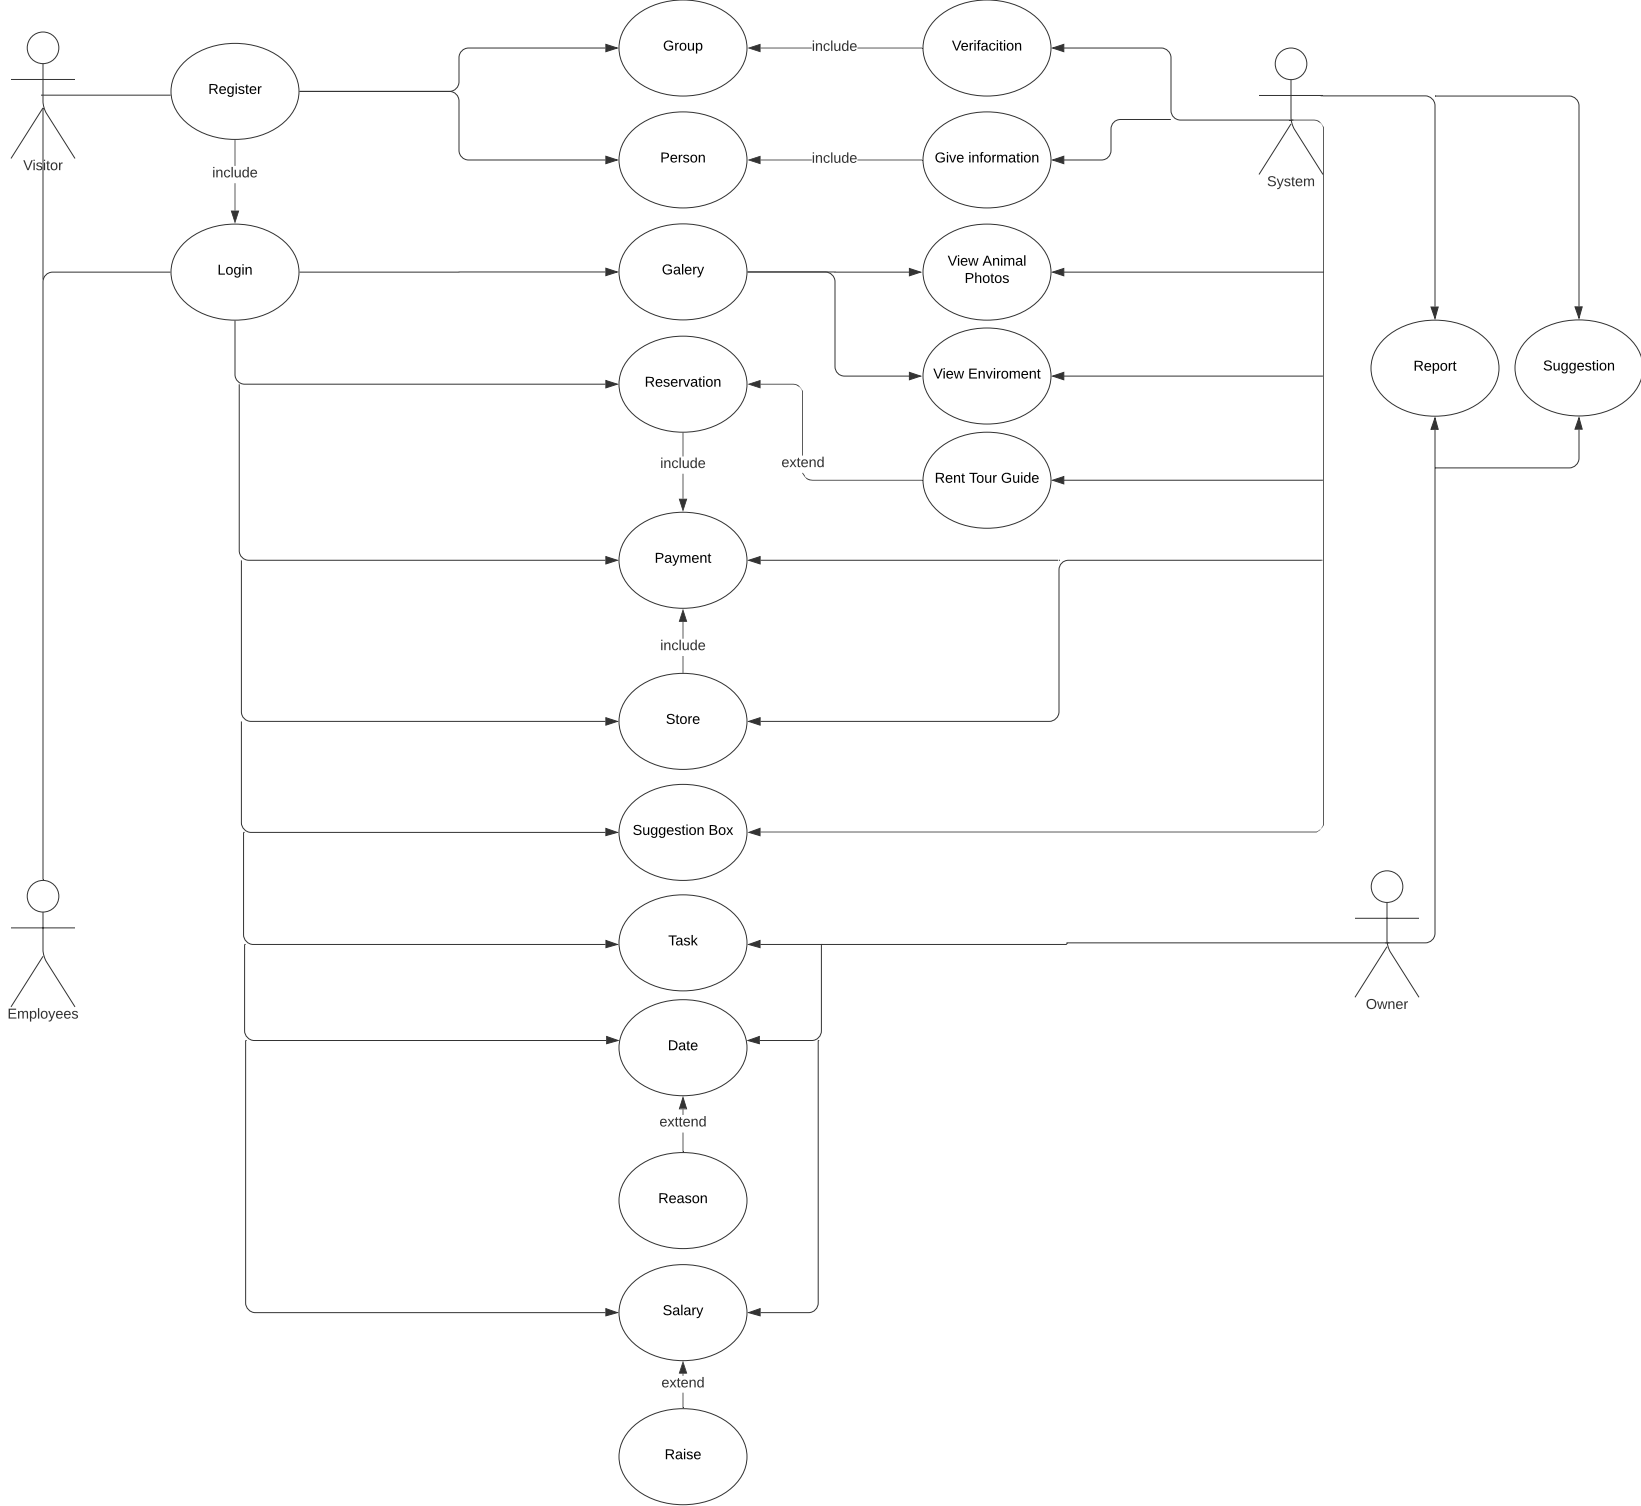 Group
include
Verifacition
Register
Person
include
Give information
Visitor
include
System
Login
Galery
View Animal
Photos
Reservation
View Enviroment
Report
Suggestion
include
extend
Rent Tour Guide
Payment
include
Store
Suggestion Box
Task
Employees
Owner
Date
exttend
Reason
Salary
extend
Raise